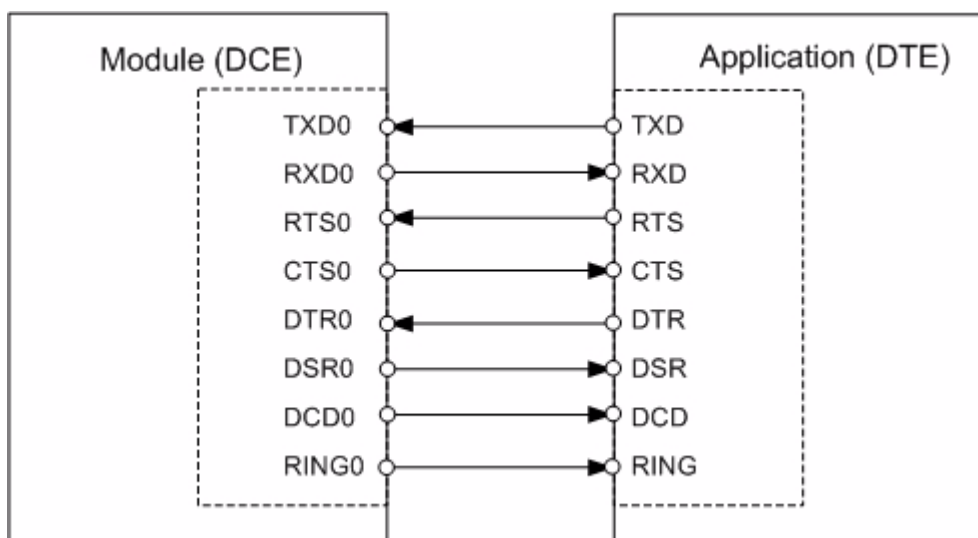 Module (DCE)
Application (DTE)
TXD0
TXD
RXD0
RXD
RTS0
RTS
CTS0
CTS
DTR0
DTR
DSR0
DSR
DCD0
DCD
RING0
RING